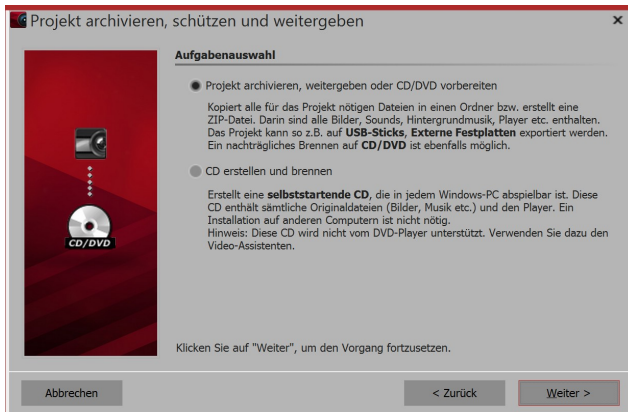 Projekt archivieren, schützen und weitergeben
Aufgabenauswahl
Projekt archivieren, weitergeben oder CD/DVD vorbereiten
Kopiert alle für das Projekt nötigen Dateien in einen Ordner bzw. erstellt eine
ZIP-Datei. Darin sind alle Bilder, Sounds, Hintergrundmusik, Player etc. enthalten.
Das Projekt kann so z.B. auf USB-Sticks, Externe Festplatten exportiert werden.
Ein nachträgliches Brennen auf CD/DVD ist ebenfalls möglich.
CD erstellen und brennen
Erstellt eine selbststartende CD, die in jedem Windows-PC abspielbar ist. Diese
CD enthält sämtliche Originaldateien (Bilder, Musik etc.) und den Player. Ein
Installation auf anderen Computern ist nicht nötig.
Hinweis: Diese CD wird nicht vom DVD-Player unterstützt. Verwenden Sie dazu den
Video-Assistenten.
CD/DVD
Klicken Sie auf "Weiter", um den Vorgang fortzusetzen.
Abbrechen
< Zurück
Weiter >